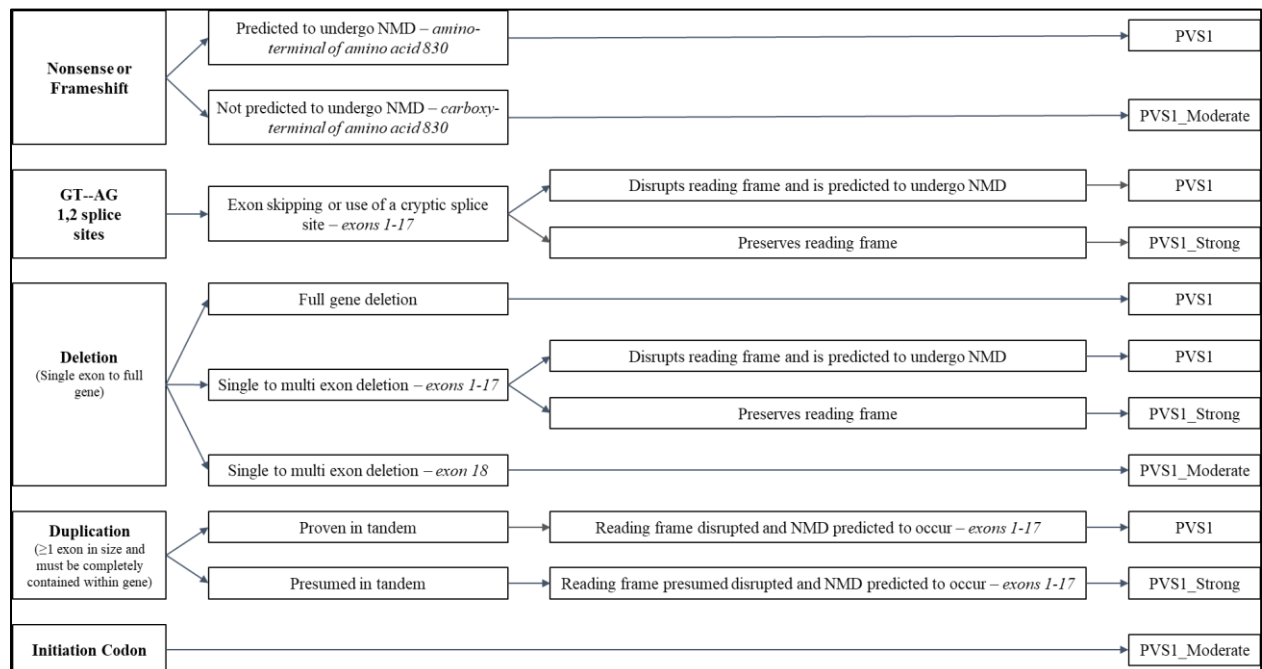 Nonsense or
Frameshift
Predicted to undergo NMD – amino-
terminal of amino acid 830
PVS1
Not predicted to undergo NMD – carboxy-
terminal of amino acid 830
PVS1_Moderate
GT--AG
1,2 splice
sites
Exon skipping or use of a cryptic splice
site – exons 1-17
Disrupts reading frame and is predicted to undergo NMD
PVS1
Preserves reading frame
PVS1_Strong
Deletion
(Single exon to full
gene)
Full gene deletion
PVS1
Single to multi exon deletion – exons 1-17
Disrupts reading frame and is predicted to undergo NMD
PVS1
Preserves reading frame
PVS1_Strong
Single to multi exon deletion – exon 18
PVS1_Moderate
Duplication
(≥1 exon in size and
must be completely
contained within gene)
Proven in tandem
Reading frame disrupted and NMD predicted to occur – exons 1-17
PVS1
Presumed in tandem
Reading frame presumed disrupted and NMD predicted to occur – exons 1-17
PVS1_Strong
Initiation Codon
PVS1_Moderate